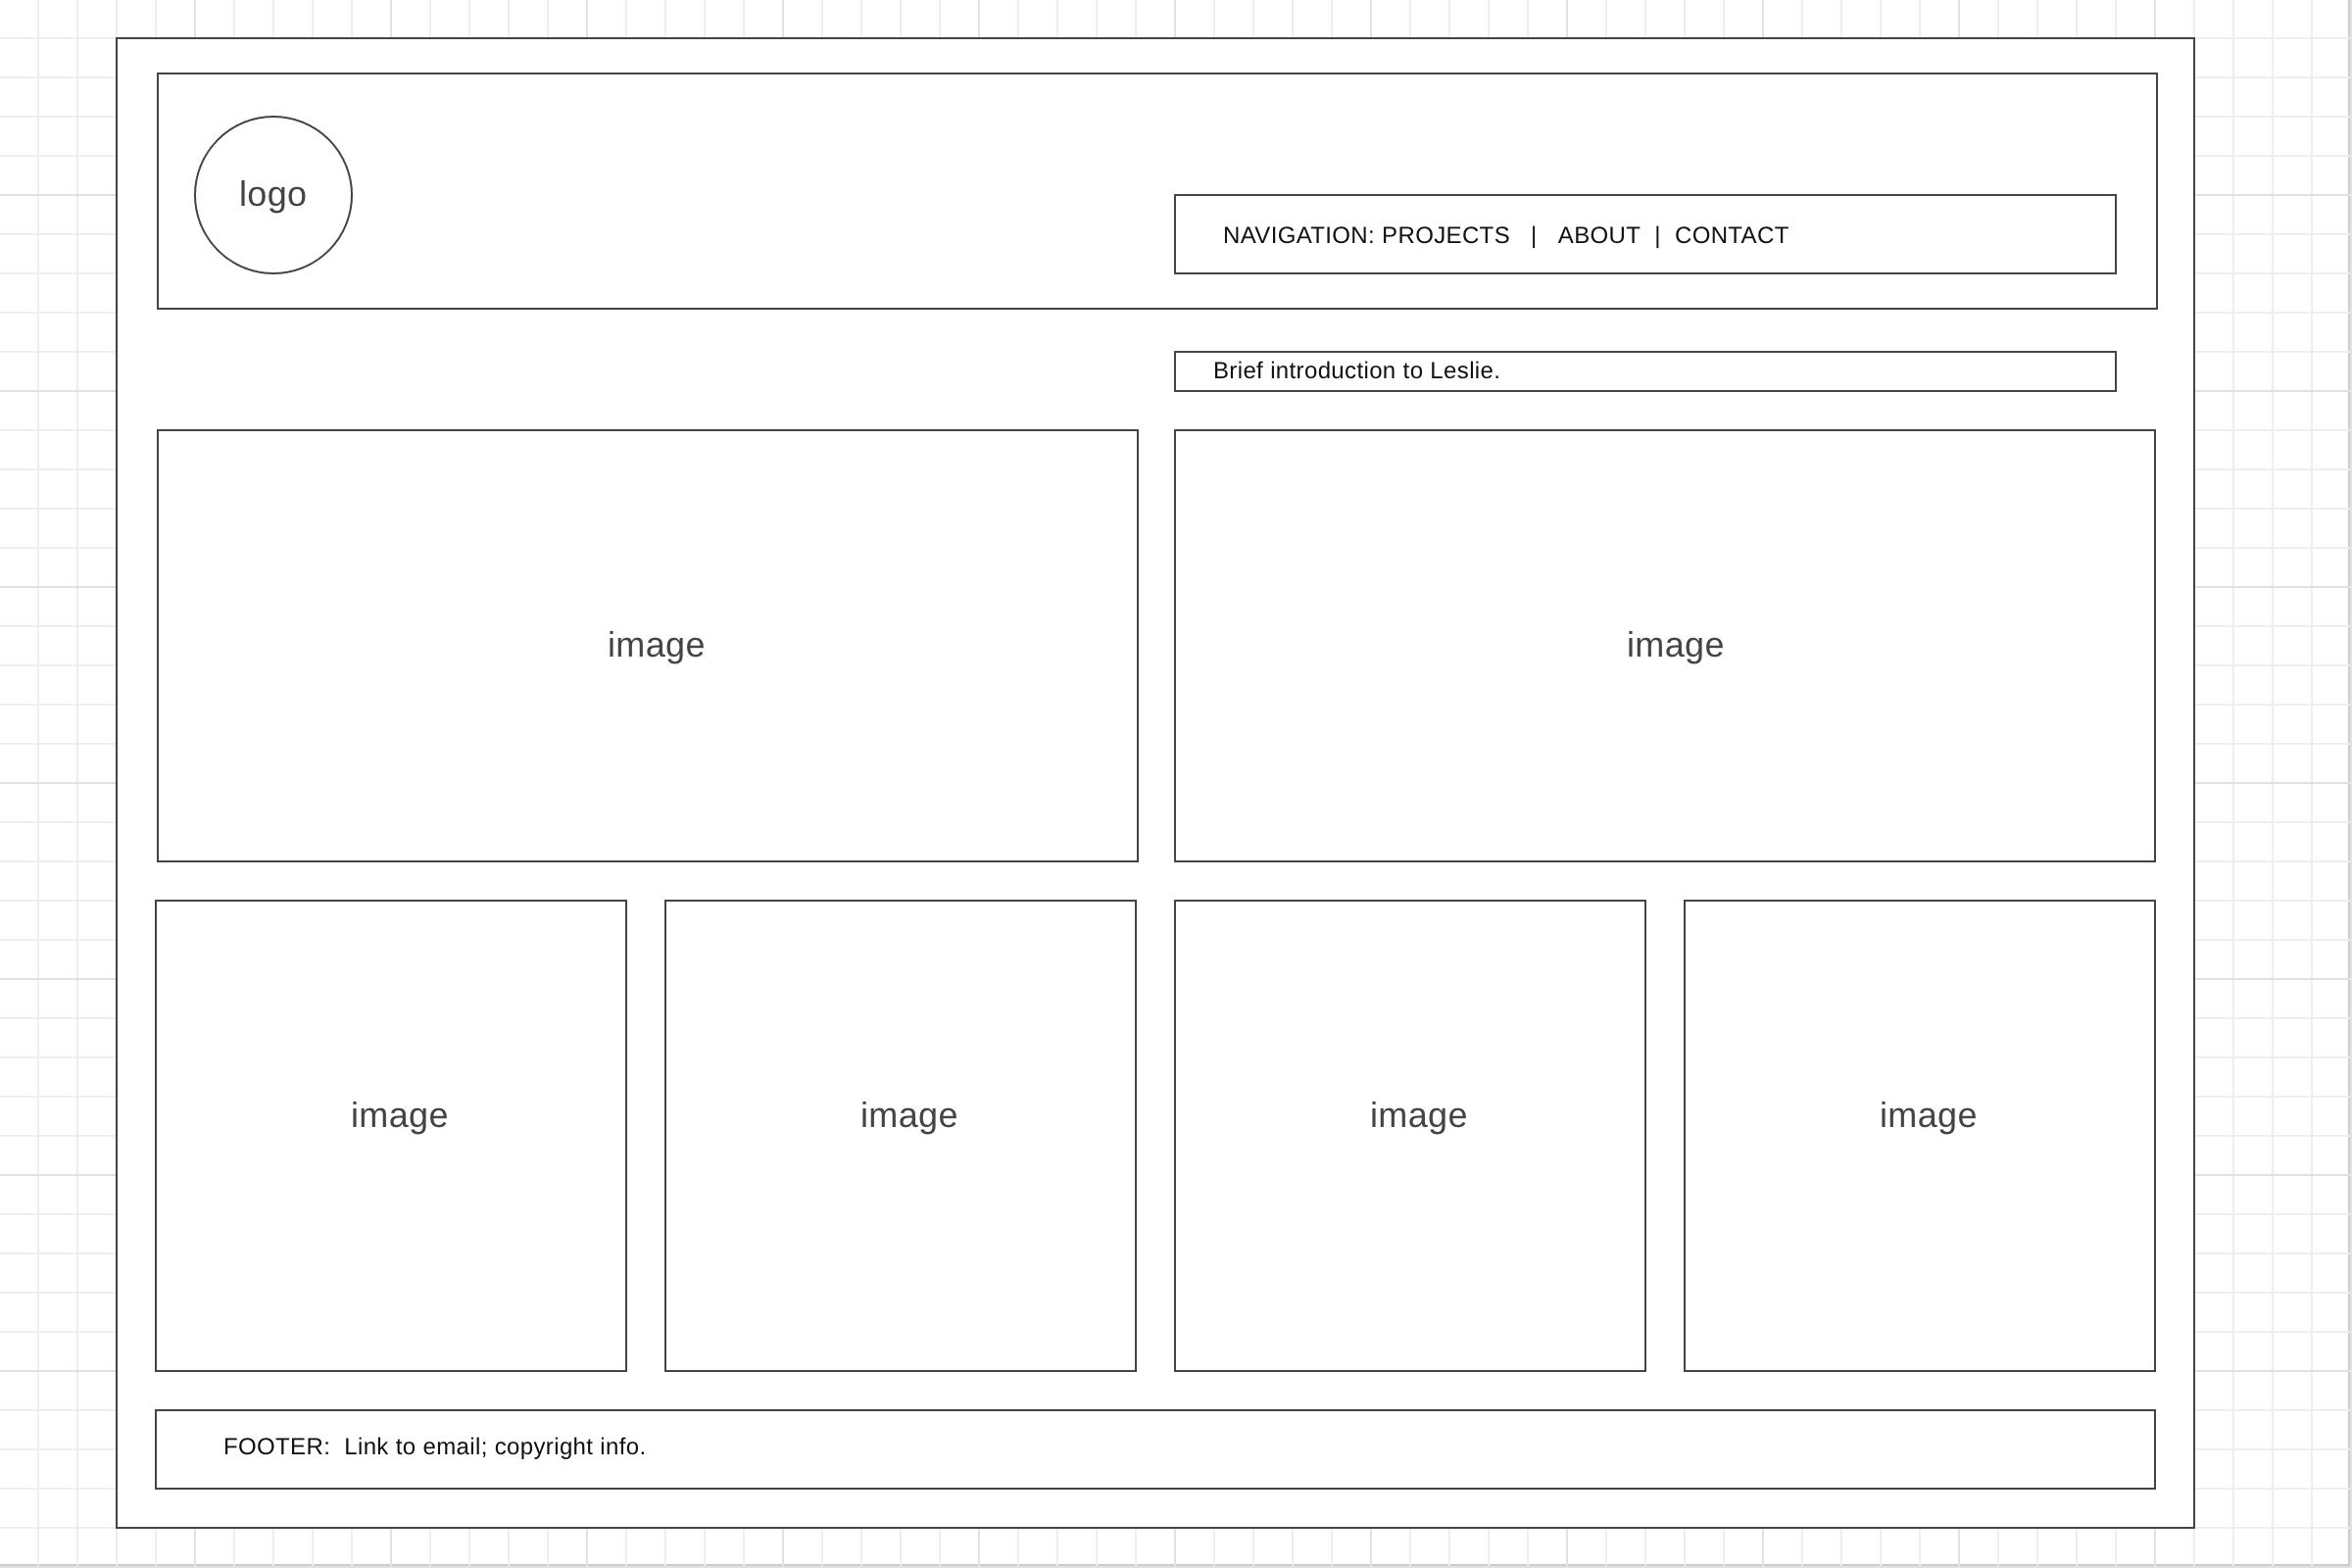 logo
NAVIGATION: PROJECTS | ABOUT | CONTACT
Brief introduction to Leslie.
image
image
image
image
image
image
FOOTER: Link to email; copyright info.